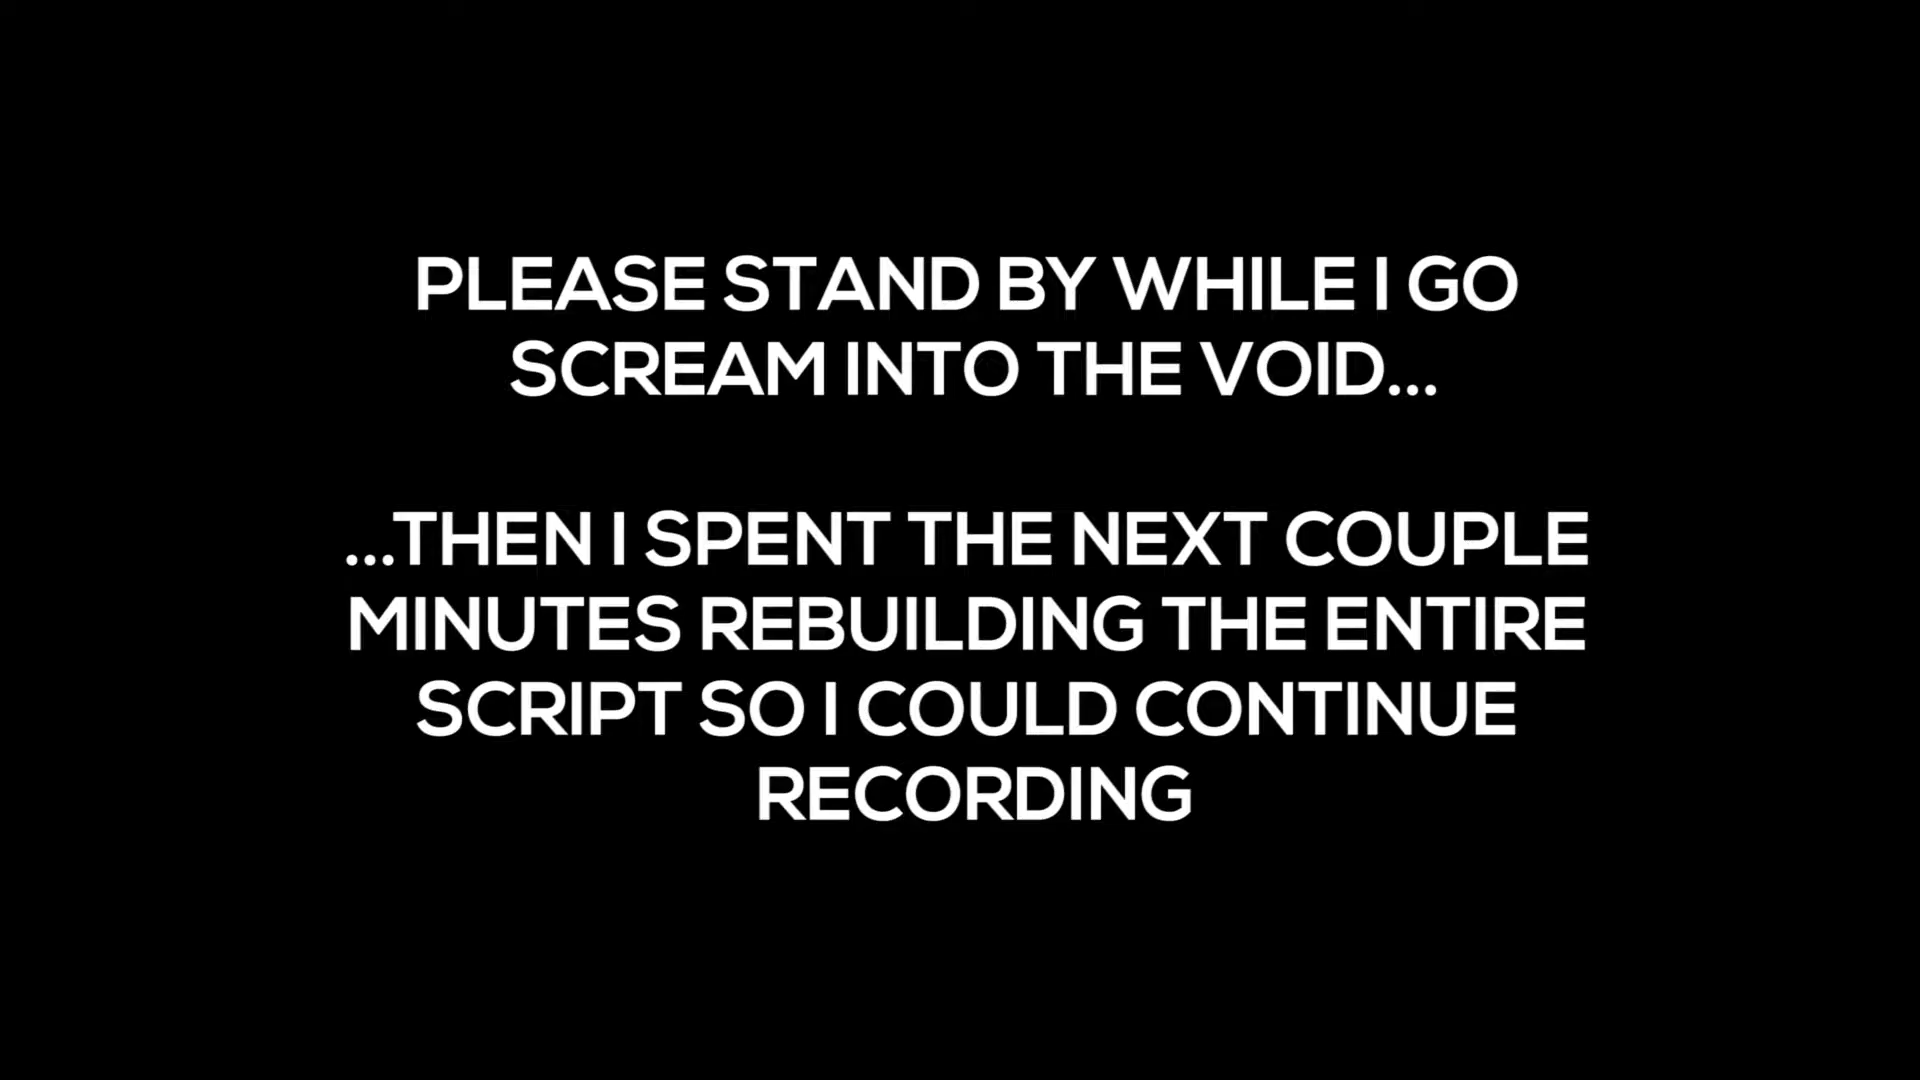 PLEASE STAND BY WHILE I GO
SCREAM INTO THE VOID...
...THEN I SPENT THE NEXT COUPLE
MINUTES REBUILDING THE ENTIRE
SCRIPT SO I COULD CONTINUE
RECORDING